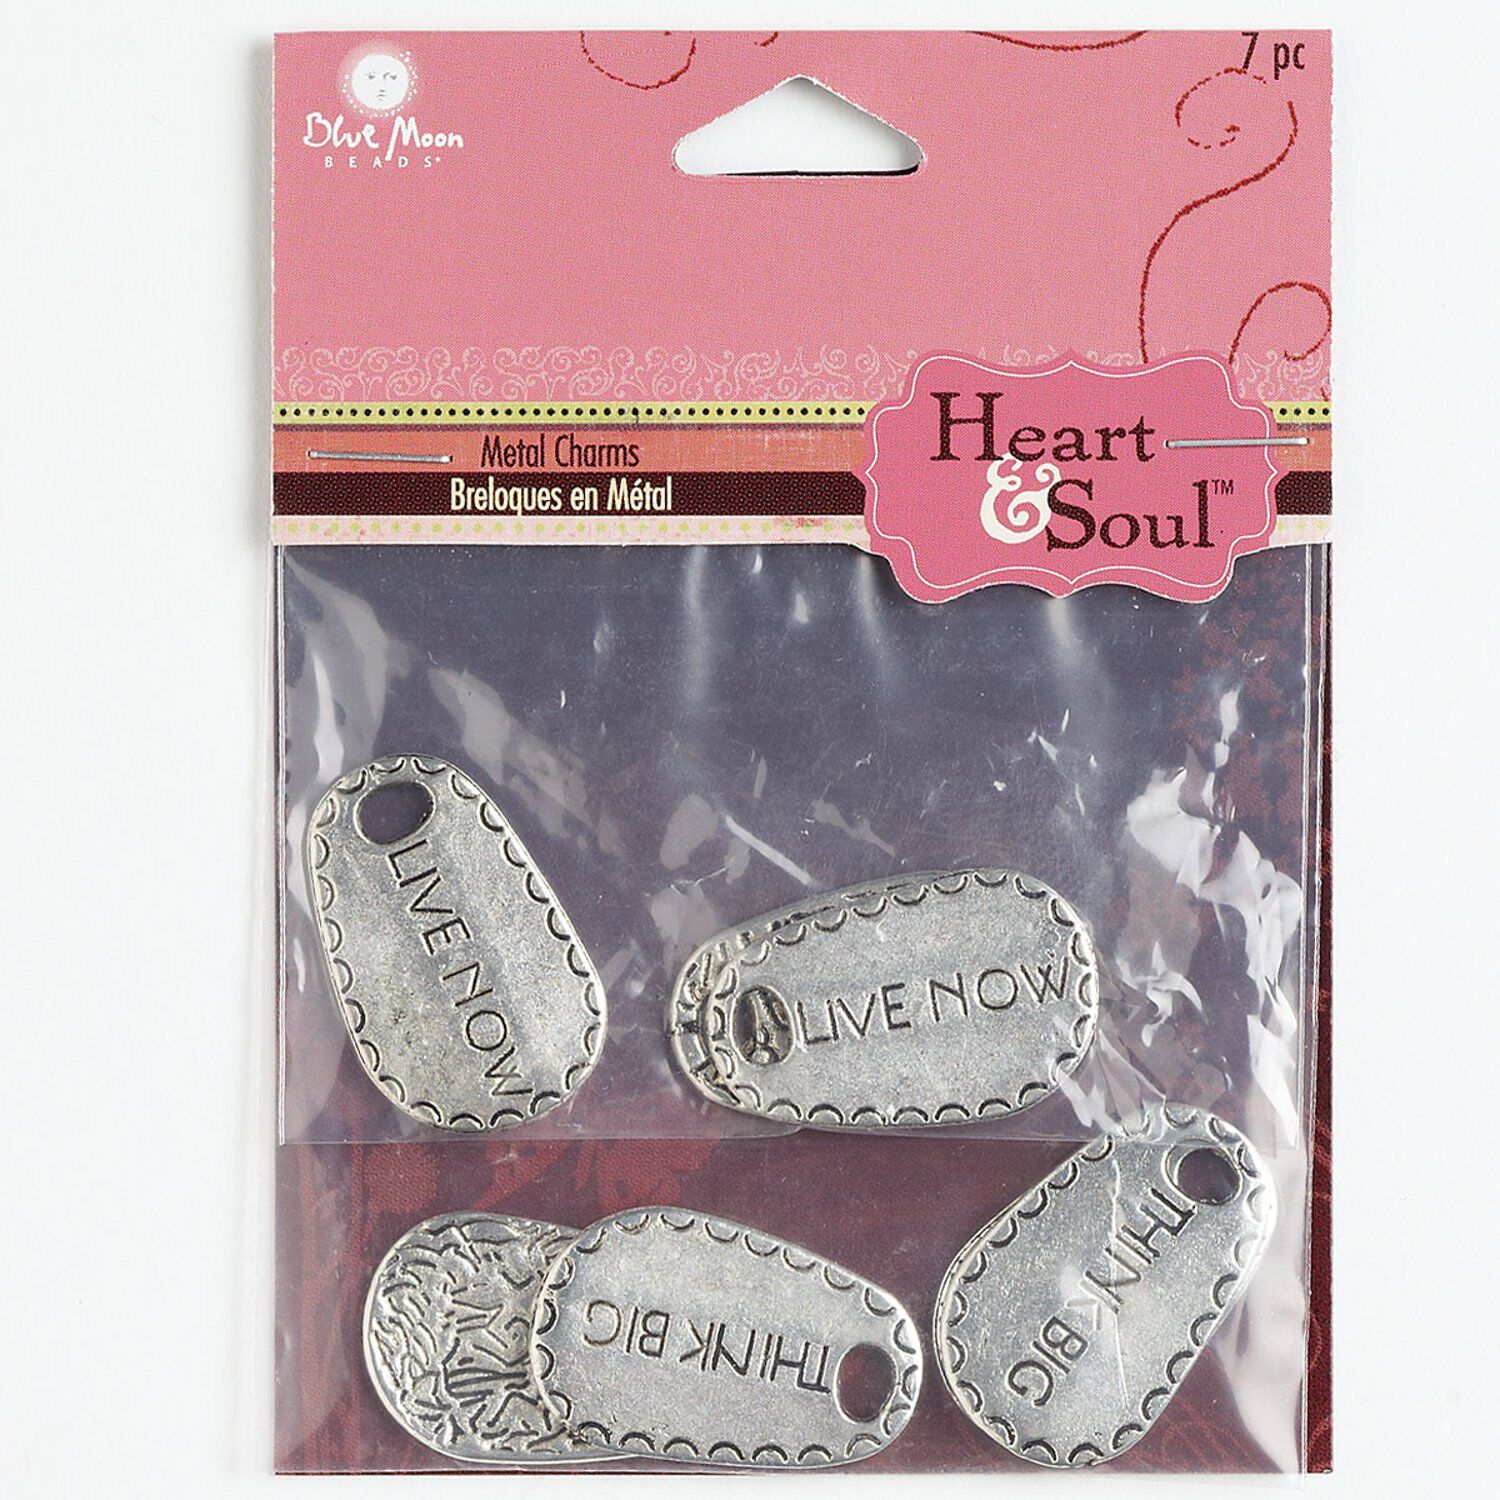 7 pc
Blue Moon
BEADS®
Metal Charms
Breloques en Métal
Heart
& Soul™
LIVE NOW
LIVE NOW
THINK BIG
THINK BIG